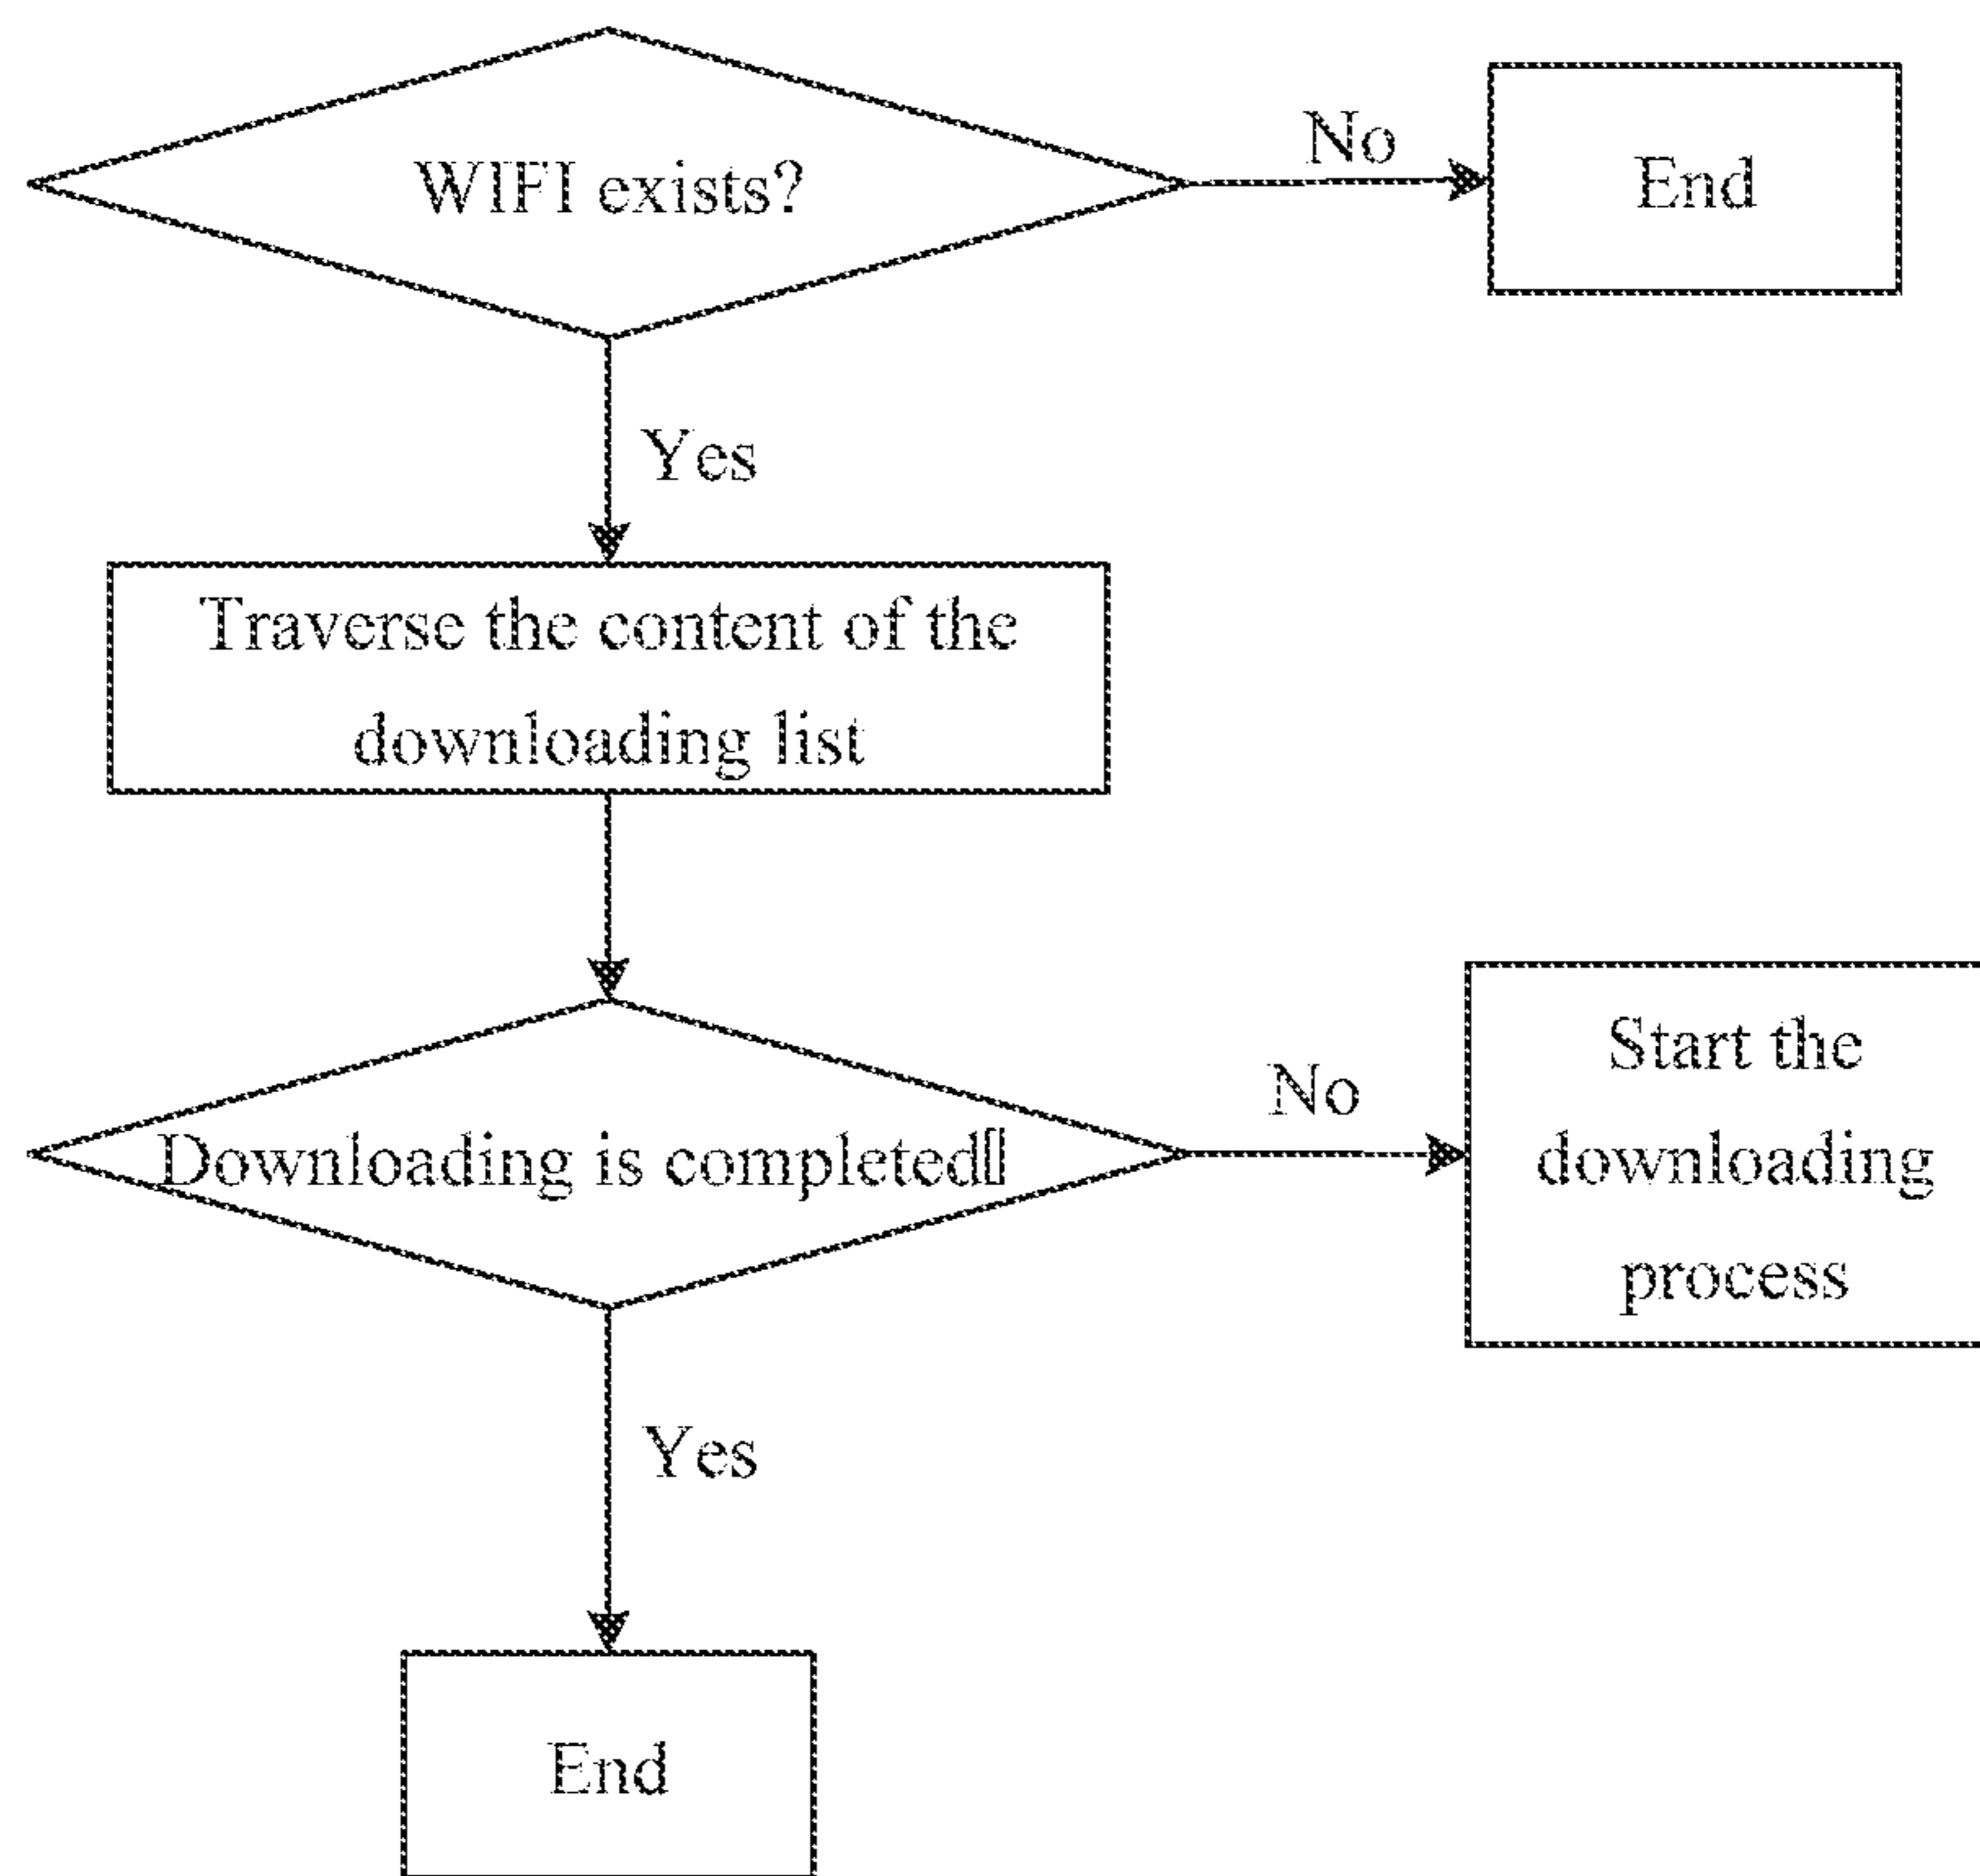 WIFI exists?
No
End
Yes
Traverse the content of the
downloading list
Downloading is completed▯
No
Start the
downloading
process
Yes
End